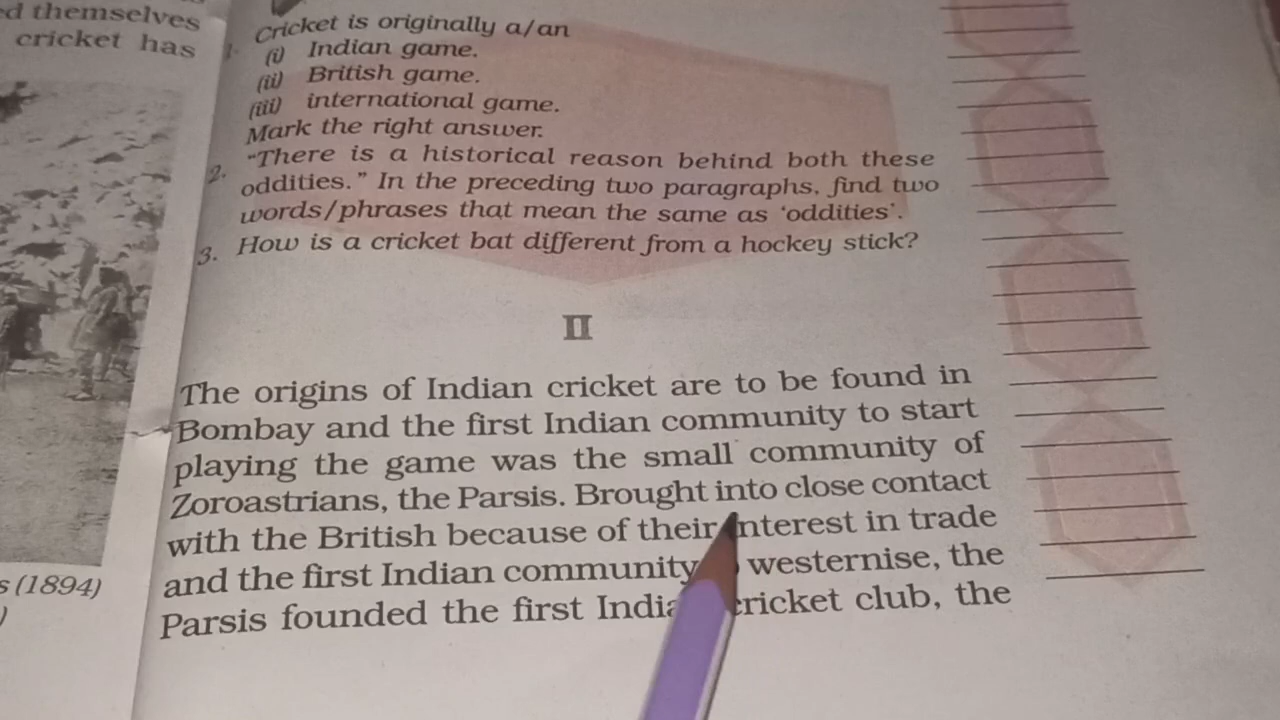 d themselves
cricket has
s (1894)
)
1. Cricket is originally a/an
(i) Indian game.
(ii) British game.
(iii) international game.
Mark the right answer.
2. “There is a historical reason behind both these
oddities.” In the preceding two paragraphs, find two
words/phrases that mean the same as ‘oddities’.
3. How is a cricket bat different from a hockey stick?
II
The origins of Indian cricket are to be found in
Bombay and the first Indian community to start
playing the game was the small community of
Zoroastrians, the Parsis. Brought into close contact
with the British because of their interest in trade
and the first Indian community westernise, the
Parsis founded the first India cricket club, the